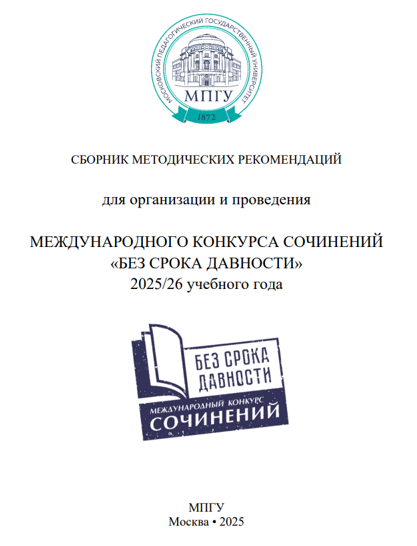 МОСКОВСКИЙ ПЕДАГОГИЧЕСКИЙ ГОСУДАРСТВЕННЫЙ УНИВЕРСИТЕТ
МПГУ
1872
СБОРНИК МЕТОДИЧЕСКИХ РЕКОМЕНДАЦИЙ
для организации и проведения
МЕЖДУНАРОДНОГО КОНКУРСА СОЧИНЕНИЙ
«БЕЗ СРОКА ДАВНОСТИ»
2025/26 учебного года
БЕЗ СРОКА
ДАВНОСТИ
МЕЖДУНАРОДНЫЙ КОНКУРС
СОЧИНЕНИЙ
МПГУ
Москва • 2025